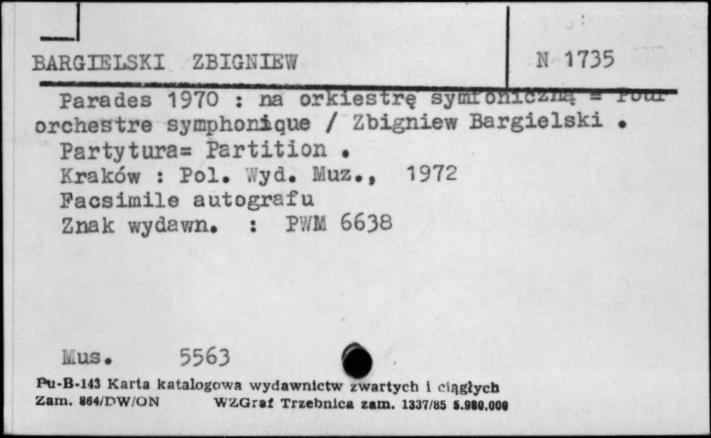 BARGIELSKI ZBIGNIEW N 1735
Parades 1970 : na orkiestrę symfoniczną = Pour
orchestre symphonique / Zbigniew Bargielski .
Partytura= Partition .
Kraków : Pol. Wyd. Muz., 1972
Facsimile autografu
Znak wydawn. : PWM 6638
Mus. 5563
Pu-B-143 Karta katalogowa wydawnictw zwartych i ciągłych
Zam. 864/DW/ON WZGraf Trzebnica zam. 1337/85 5.980.000